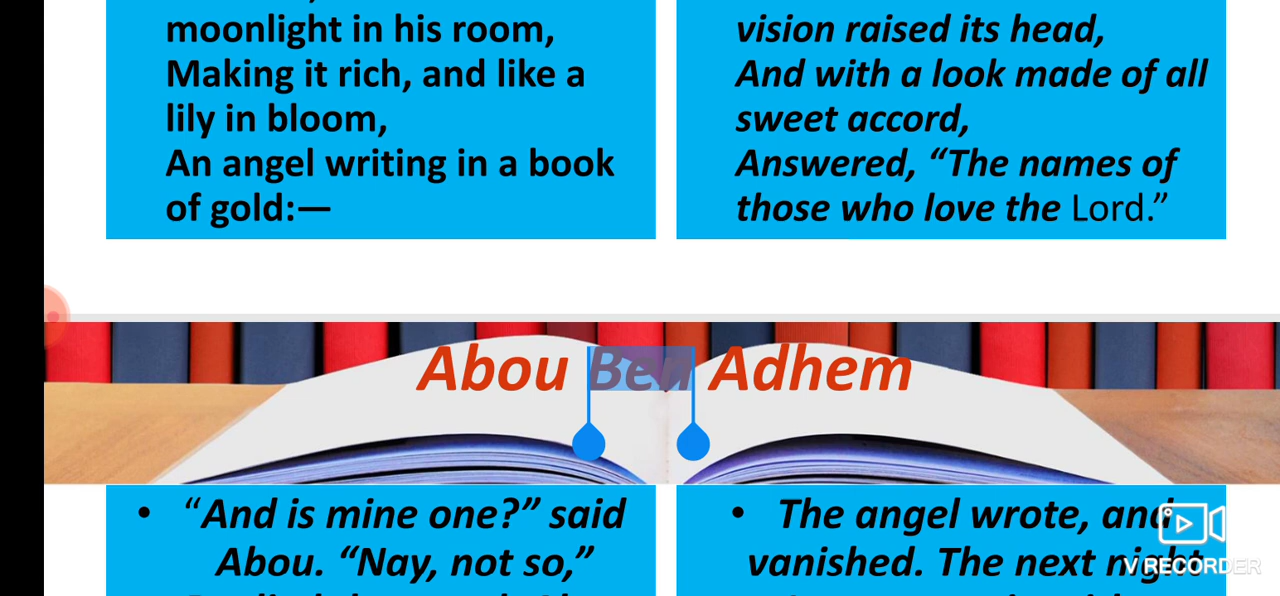 moonlight in his room,
Making it rich, and like a
lily in bloom,
An angel writing in a book
of gold:—
vision raised its head,
And with a look made of all
sweet accord,
Answered, “The names of
those who love the Lord.”
Abou Ben Adhem
• “And is mine one?” said
Abou. “Nay, not so,”
• The angel wrote, and
vanished. The next night
V RECORDER